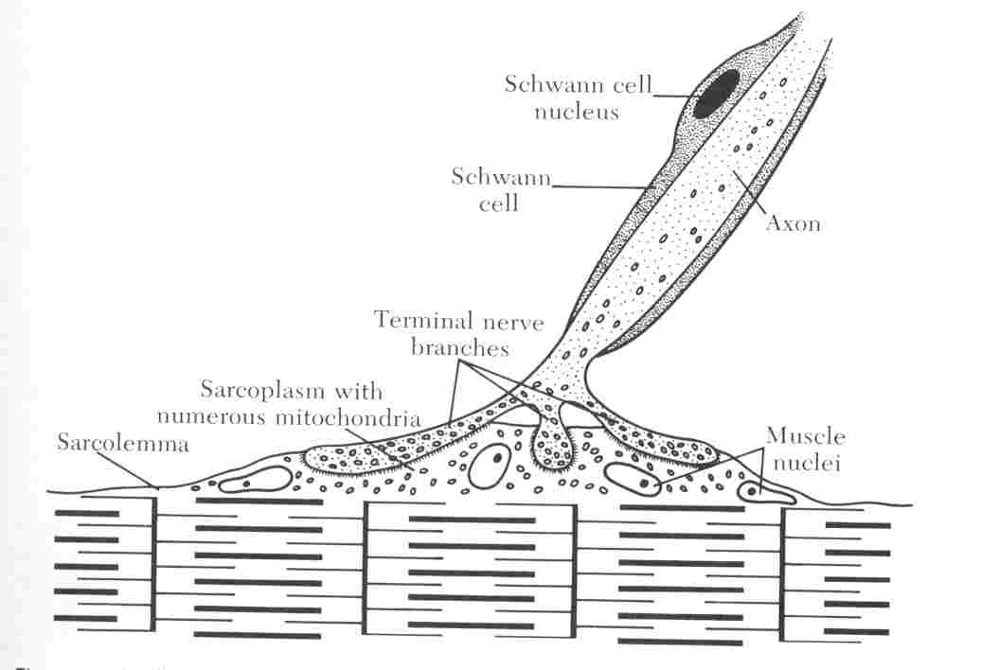 Schwann cell
nucleus
Schwann
cell
Axon
Terminal nerve
branches
Sarcoplasm with
numerous mitochondria
Sarcolemma
Muscle
nuclei